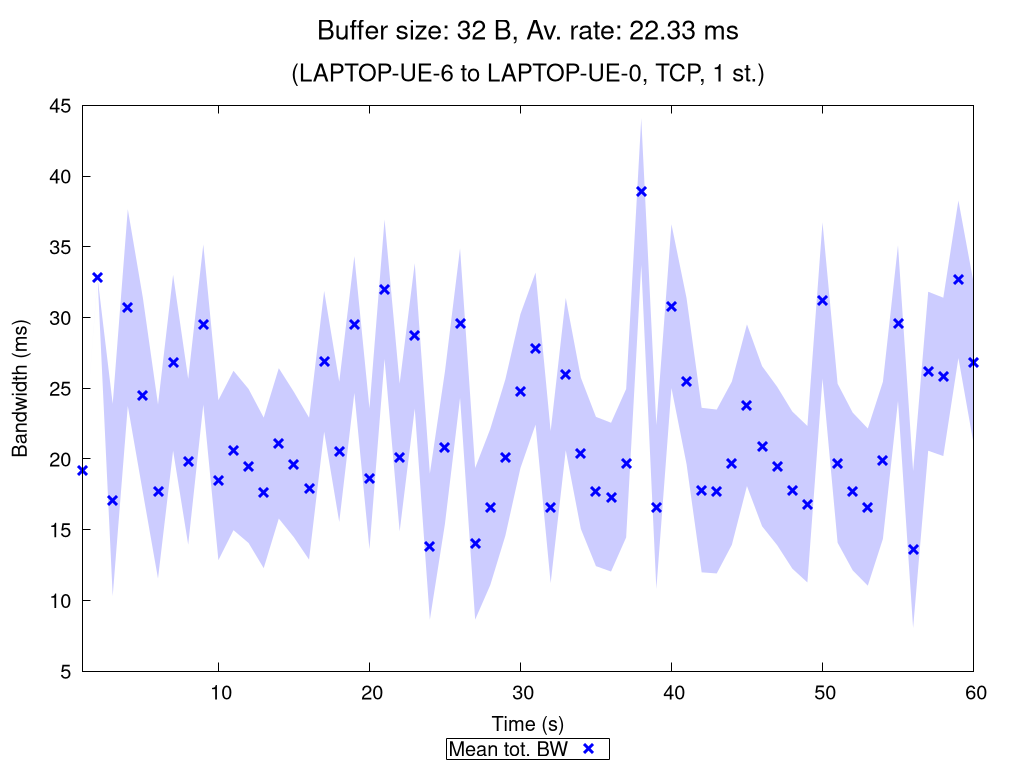 Buffer size: 32 B, Av. rate: 22.33 ms
(LAPTOP-UE-6 to LAPTOP-UE-0, TCP, 1 st.)
45
40
35
30
25
20
15
10
5
Bandwidth (ms)
10 20 30 40 50 60
Time (s)
Mean tot. BW